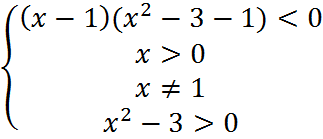 (x − 1)(x² − 3 − 1) < 0
x > 0
x ≠ 1
x² − 3 > 0